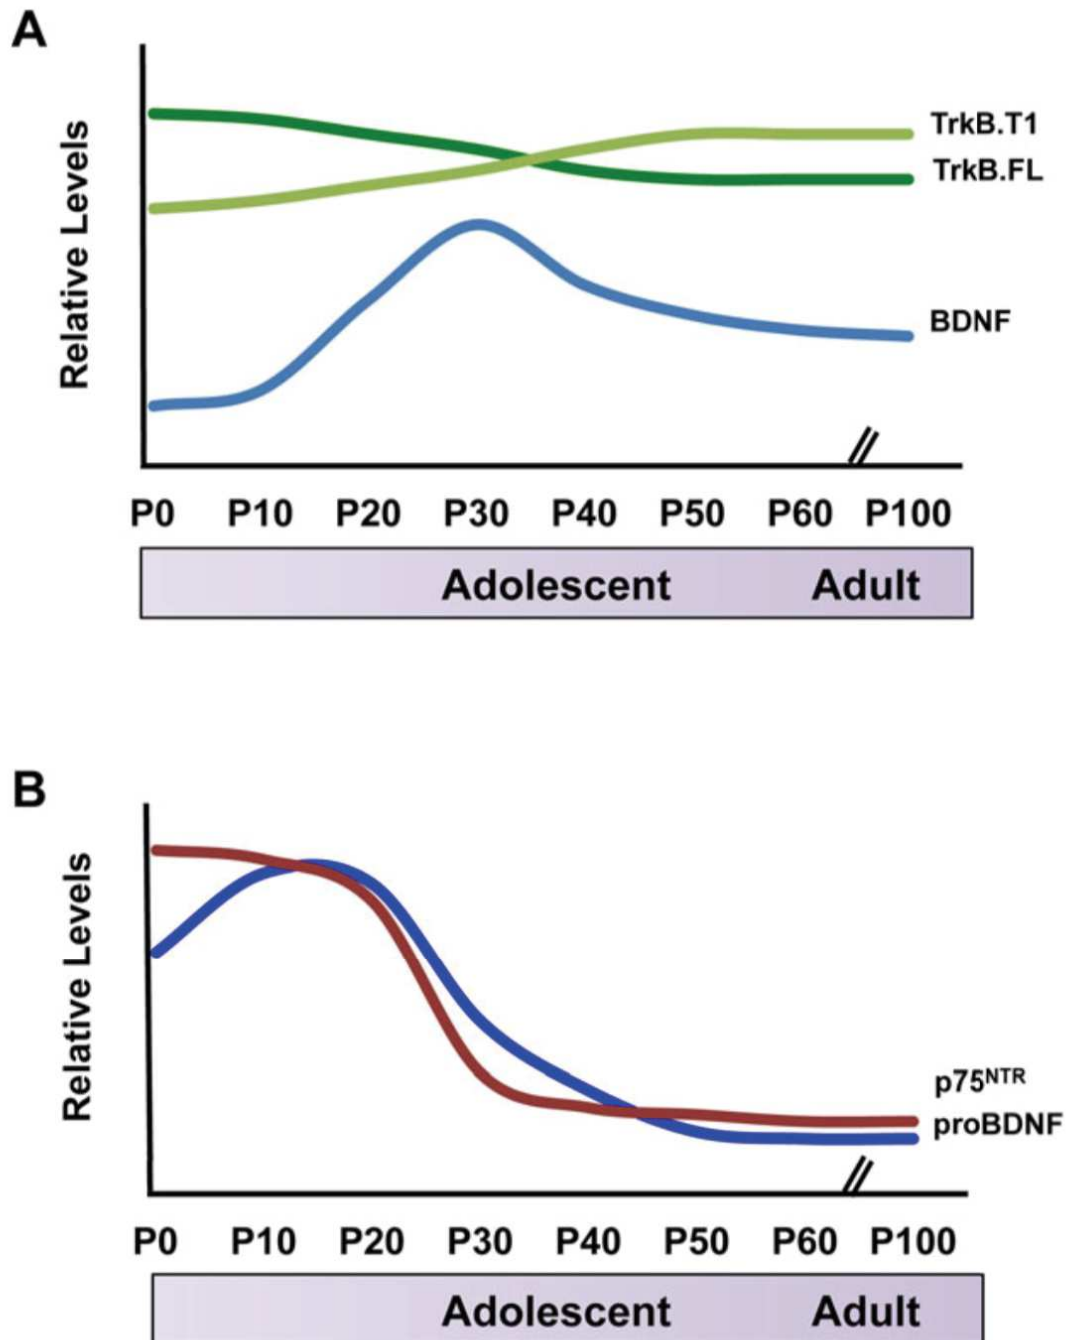 A
Relative Levels
TrkB.T1
TrkB.FL
BDNF
P0 P10 P20 P30 P40 P50 P60 P100
Adolescent Adult
B
Relative Levels
p75NTR
proBDNF
P0 P10 P20 P30 P40 P50 P60 P100
Adolescent Adult